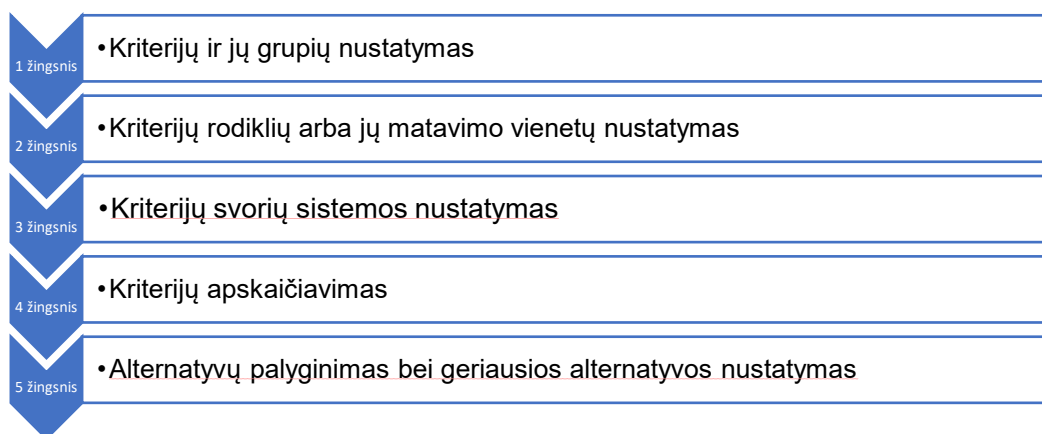 1 žingsnis
•Kriterijų ir jų grupių nustatymas
2 žingsnis
•Kriterijų rodiklių arba jų matavimo vienetų nustatymas
3 žingsnis
•Kriterijų svorių sistemos nustatymas
4 žingsnis
•Kriterijų apskaičiavimas
5 žingsnis
•Alternatyvų palyginimas bei geriausios alternatyvos nustatymas